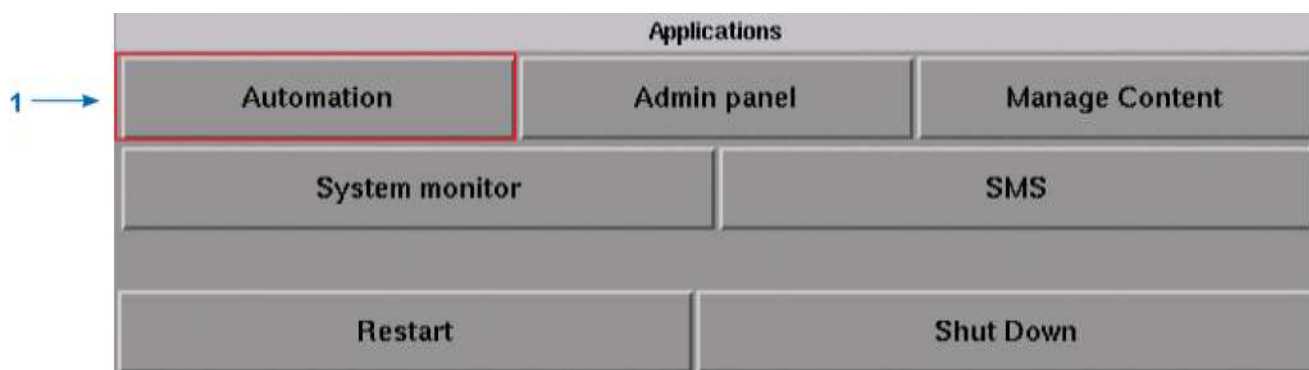 Applications
1
Automation Admin panel Manage Content
System monitor SMS
Restart Shut Down